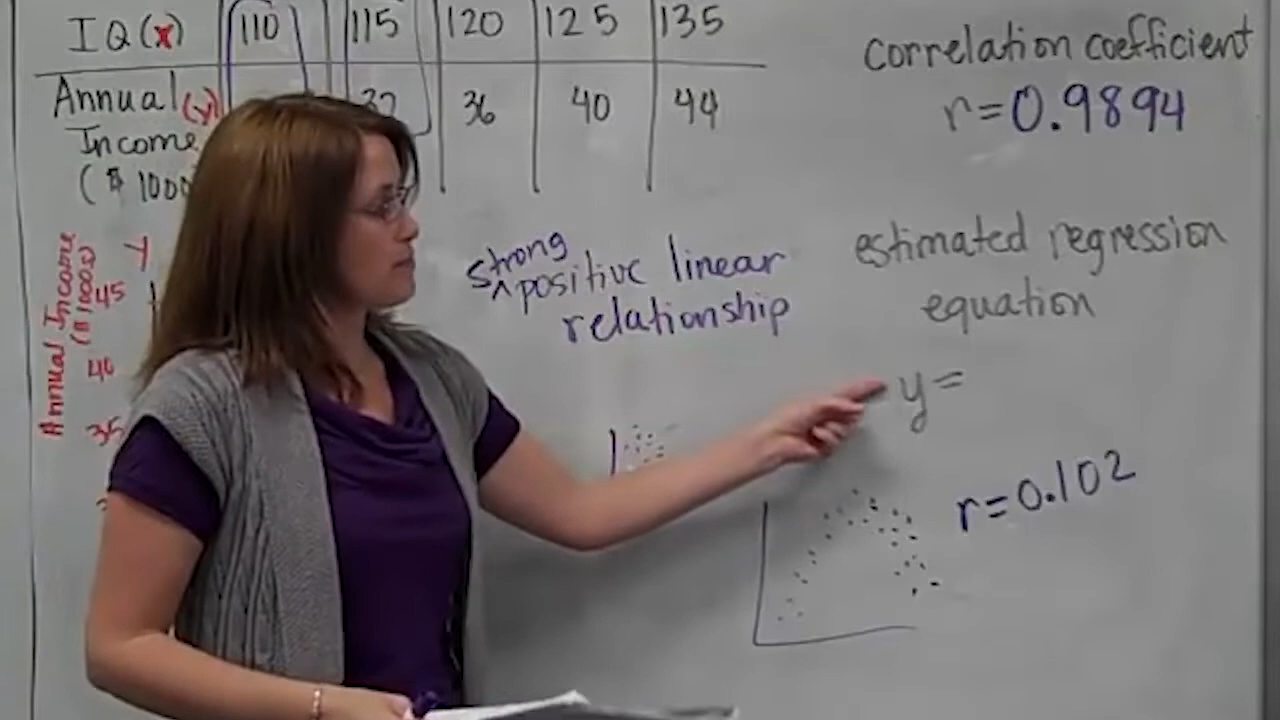 IQ (x) 110 115 120 125 135
Annual (y) 36 40 44
Income
($ 1000
correlation coefficient
r=0.9894
strong
positive linear
relationship
estimated regression
equation
y=
r=0.102
Annual Income
($1000s)
y
45
40
35